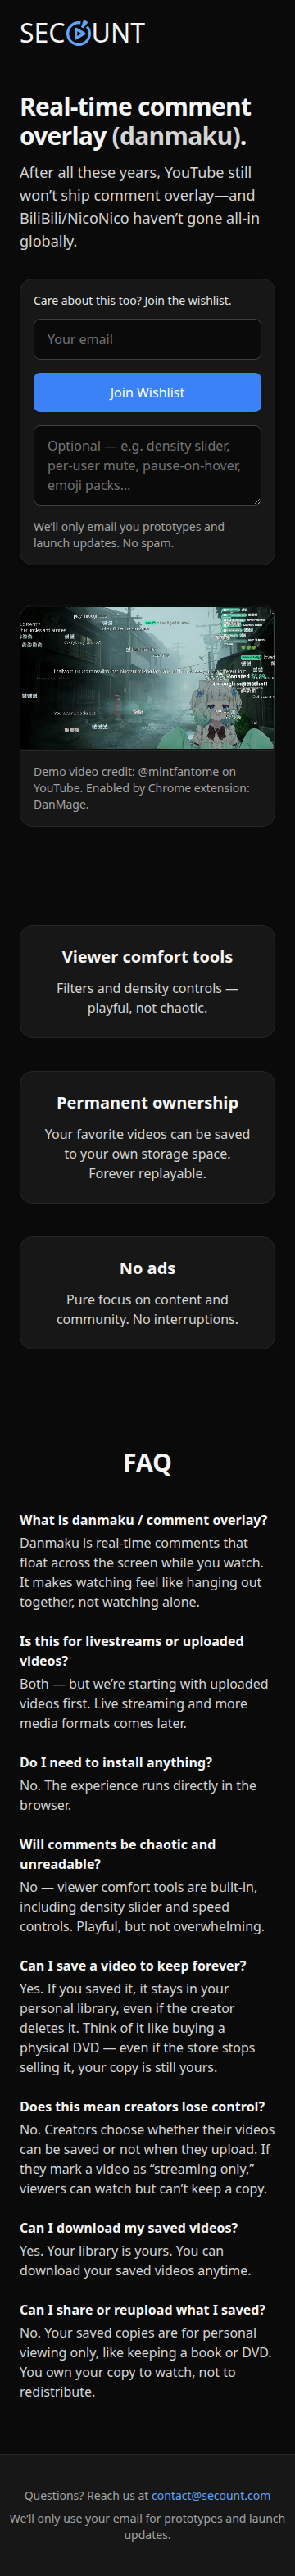 SECOUNT
Real-time comment
overlay (danmaku).
After all these years, YouTube still
won’t ship comment overlay—and
BiliBili/NicoNico haven’t gone all-in
globally.
Care about this too? Join the wishlist.
Your email
Join Wishlist
Optional — e.g. density slider,
per-user mute, pause-on-hover,
emoji packs...
We’ll only email you prototypes and
launch updates. No spam.
Demo video credit: @mintfantome on
YouTube. Enabled by Chrome extension:
DanMage.
Viewer comfort tools
Filters and density controls —
playful, not chaotic.
Permanent ownership
Your favorite videos can be saved
to your own storage space.
Forever replayable.
No ads
Pure focus on content and
community. No interruptions.
FAQ
What is danmaku / comment overlay?
Danmaku is real-time comments that
float across the screen while you watch.
It makes watching feel like hanging out
together, not watching alone.
Is this for livestreams or uploaded
videos?
Both — but we’re starting with uploaded
videos first. Live streaming and more
media formats comes later.
Do I need to install anything?
No. The experience runs directly in the
browser.
Will comments be chaotic and
unreadable?
No — viewer comfort tools are built-in,
including density slider and speed
controls. Playful, but not overwhelming.
Can I save a video to keep forever?
Yes. If you saved it, it stays in your
personal library, even if the creator
deletes it. Think of it like buying a
physical DVD — even if the store stops
selling it, your copy is still yours.
Does this mean creators lose control?
No. Creators choose whether their videos
can be saved or not when they upload. If
they mark a video as “streaming only,”
viewers can watch but can’t keep a copy.
Can I download my saved videos?
Yes. Your library is yours. You can
download your saved videos anytime.
Can I share or reupload what I saved?
No. Your saved copies are for personal
viewing only, like keeping a book or DVD.
You own your copy to watch, not to
redistribute.
Questions? Reach us at contact@secount.com
We’ll only use your email for prototypes and launch
updates.